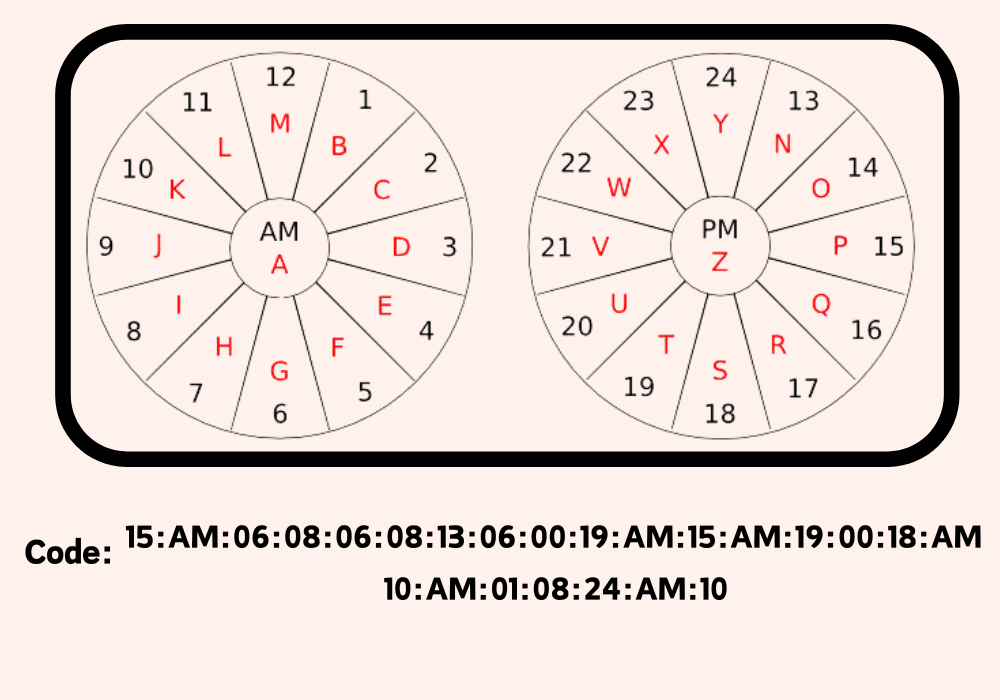 12 24
11 1 23 13
M Y
L B X N
10 2 22 14
K C W O
AM PM
9 J D 3 21 V P 15
A Z
I E U Q
8 4 20 16
H F T R
G S
7 5 19 17
6 18
Code: 15:AM:06:08:06:08:13:06:00:19:AM:15:AM:19:00:18:AM
10:AM:01:08:24:AM:10